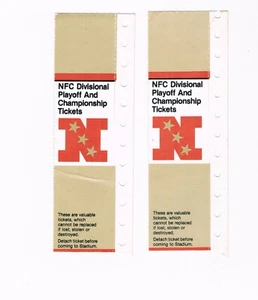 NFC Divisional
Playoff And
Championship
Tickets
N
These are valuable
tickets, which
cannot be replaced
if lost, stolen or
destroyed.
Detach ticket before
coming to Stadium.
NFC Divisional
Playoff And
Championship
Tickets
N
These are valuable
tickets, which
cannot be replaced
if lost, stolen or
destroyed.
Detach ticket before
coming to Stadium.